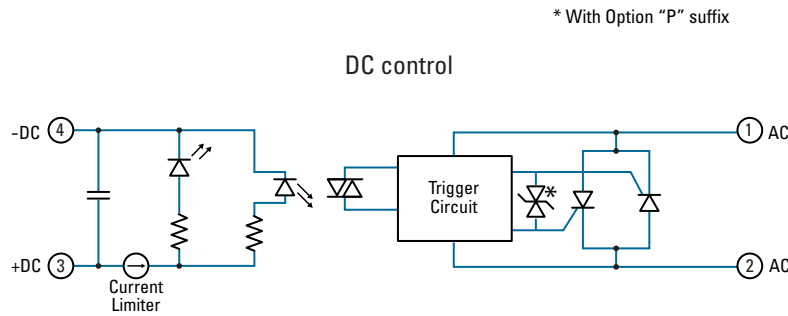 * With Option “P” suffix
DC control
-DC 4
1 AC
Trigger
Circuit
*
+DC 3
2 AC
Current
Limiter